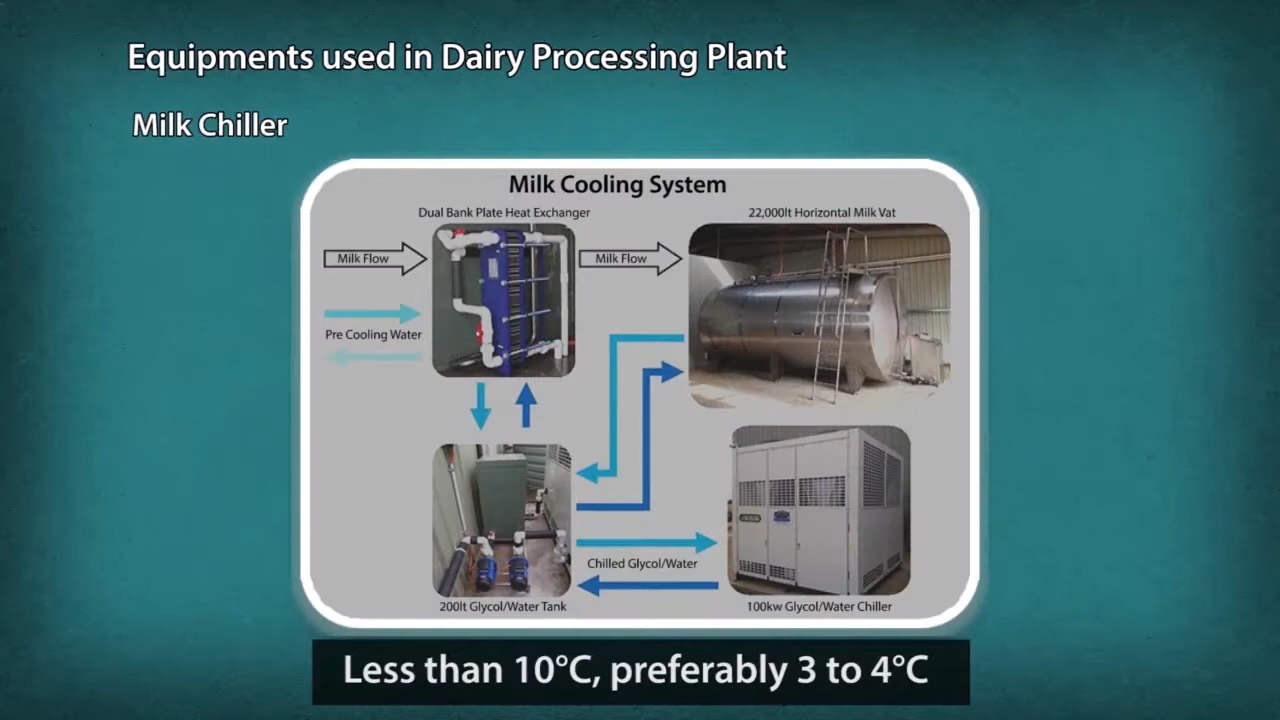 Equipments used in Dairy Processing Plant
Milk Chiller
Milk Cooling System
Dual Bank Plate Heat Exchanger
22,000lt Horizontal Milk Vat
Milk Flow
Milk Flow
Pre Cooling Water
Chilled Glycol/Water
200lt Glycol/Water Tank
100kw Glycol/Water Chiller
Less than 10°C, preferably 3 to 4°C